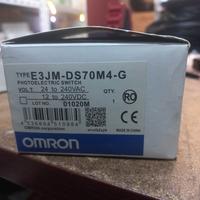 TYPE E3JM-DS70M4-G
PHOTOELECTRIC SWITCH
VOLT. 24 to 240VAC QTY.
12 to 240VDC 1
LOT NO. 01020M
OMRON Corporation
MADE IN CHINA